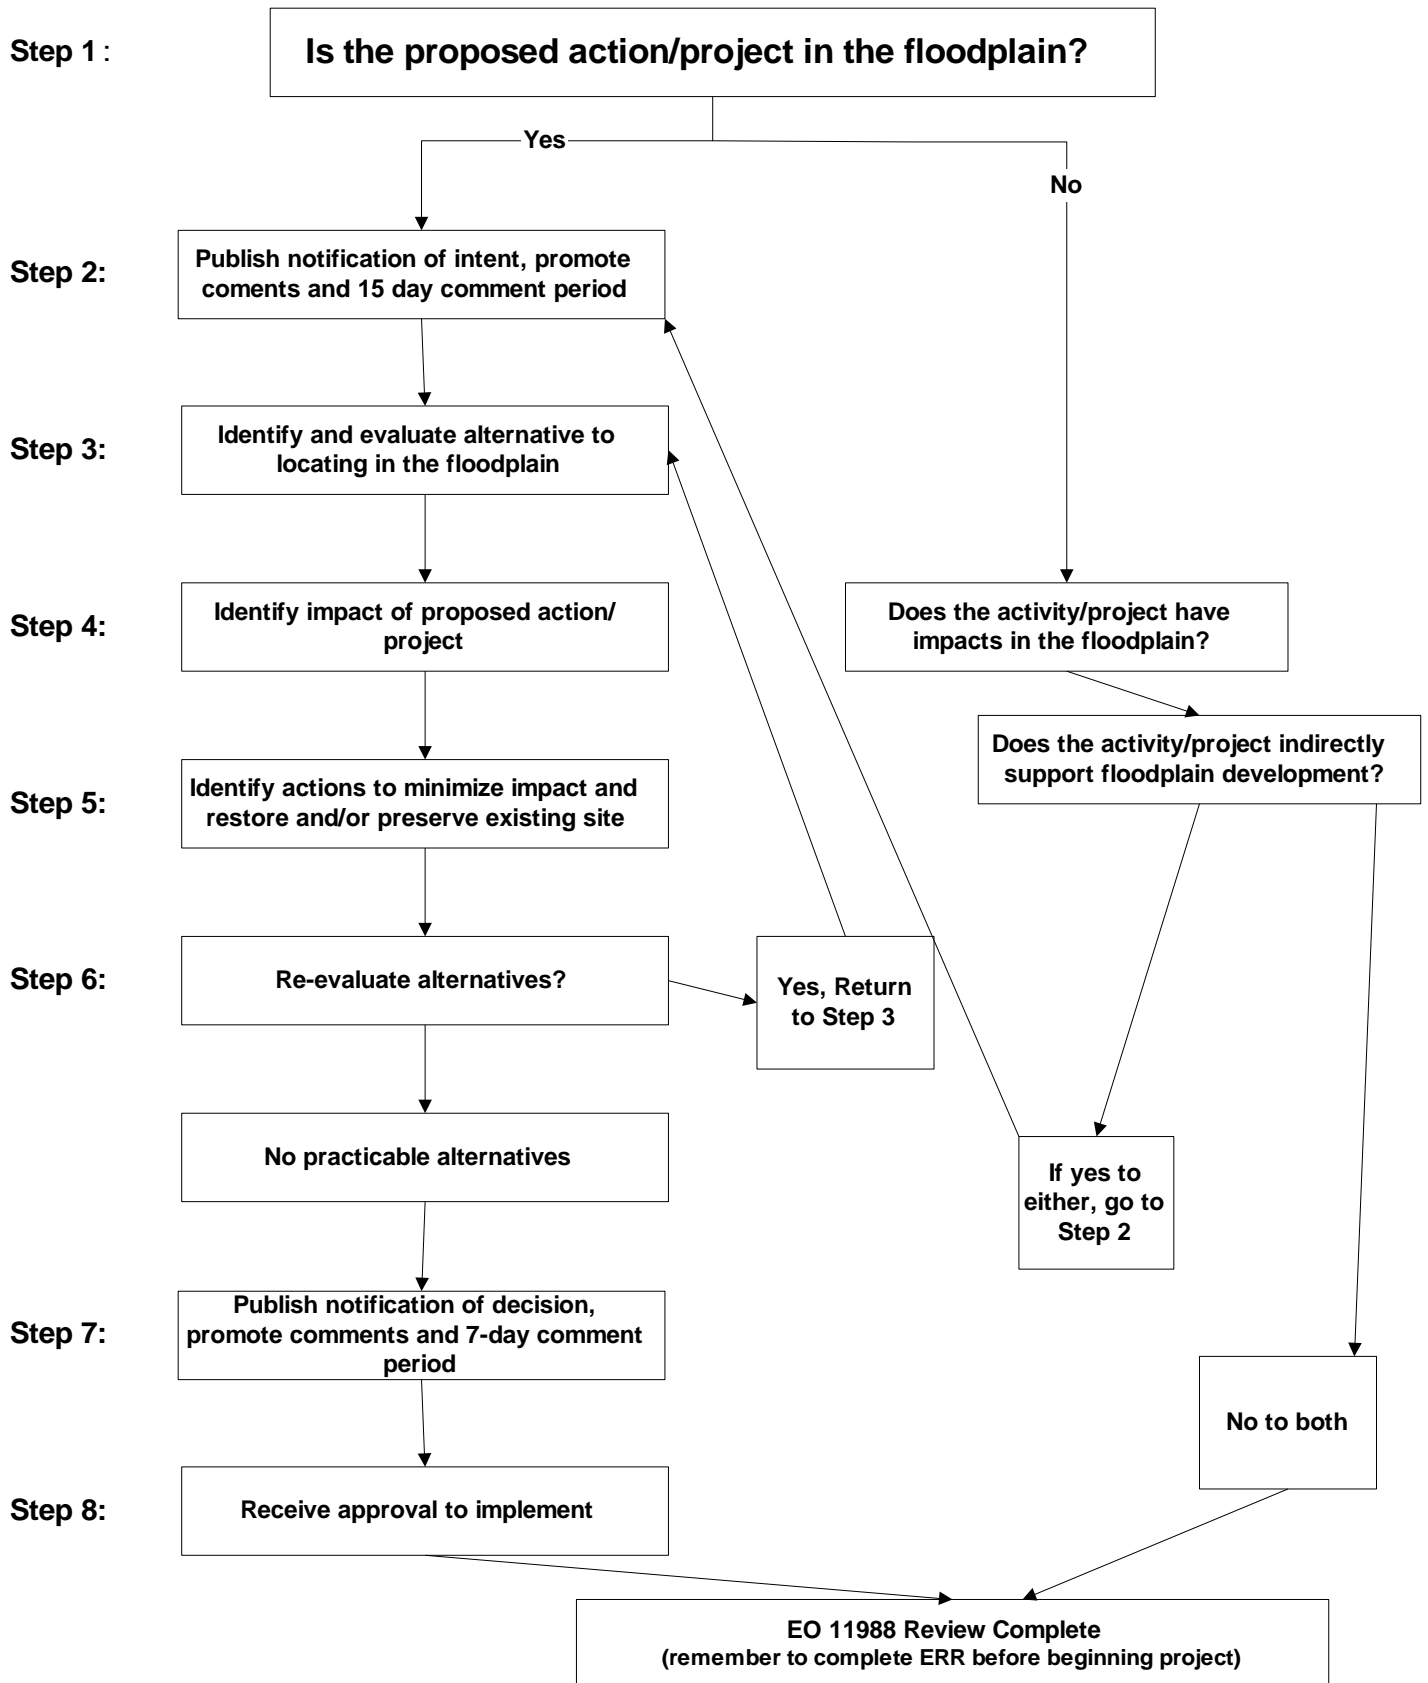 Step 1 :
Is the proposed action/project in the floodplain?
Yes
No
Step 2:
Publish notification of intent, promote
coments and 15 day comment period
Step 3:
Identify and evaluate alternative to
locating in the floodplain
Step 4:
Identify impact of proposed action/
project
Does the activity/project have
impacts in the floodplain?
Does the activity/project indirectly
support floodplain development?
Step 5:
Identify actions to minimize impact and
restore and/or preserve existing site
Step 6:
Re-evaluate alternatives?
Yes, Return
to Step 3
No practicable alternatives
If yes to
either, go to
Step 2
Step 7:
Publish notification of decision,
promote comments and 7-day comment
period
No to both
Step 8:
Receive approval to implement
EO 11988 Review Complete
(remember to complete ERR before beginning project)